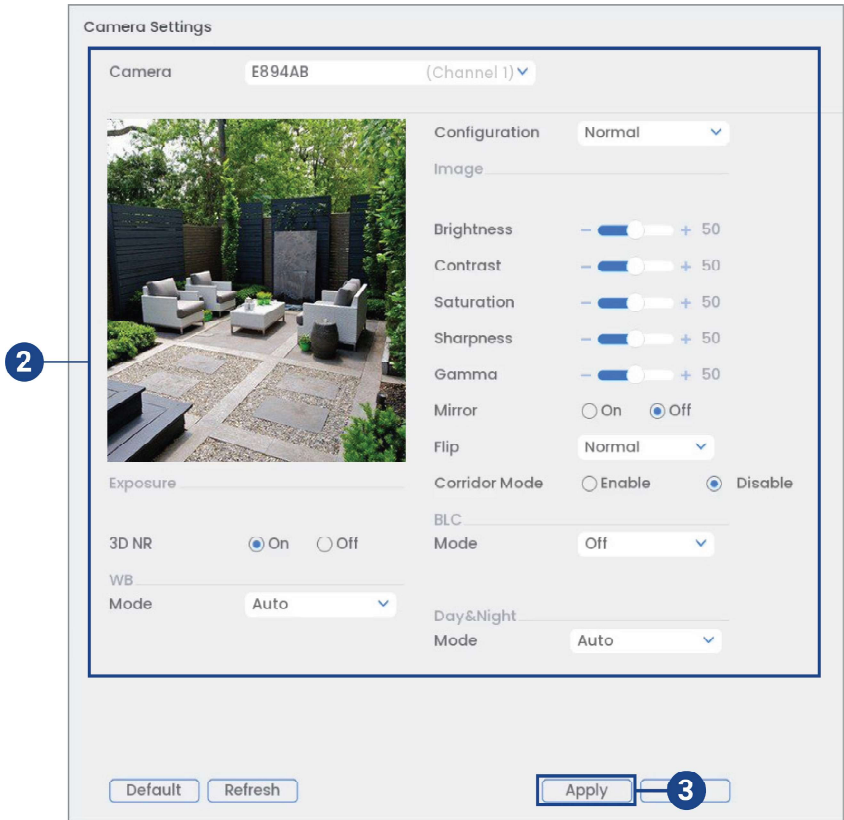 Camera Settings
Camera E894AB (Channel 1)
Configuration Normal
Image
Brightness - + 50
Contrast - + 50
Saturation - + 50
Sharpness - + 50
Gamma - + 50
Mirror On Off
Flip Normal
Corridor Mode Enable Disable
Exposure
3D NR On Off
WB
Mode Auto
BLC
Mode Off
Day&Night
Mode Auto
2
Default Refresh Apply 3